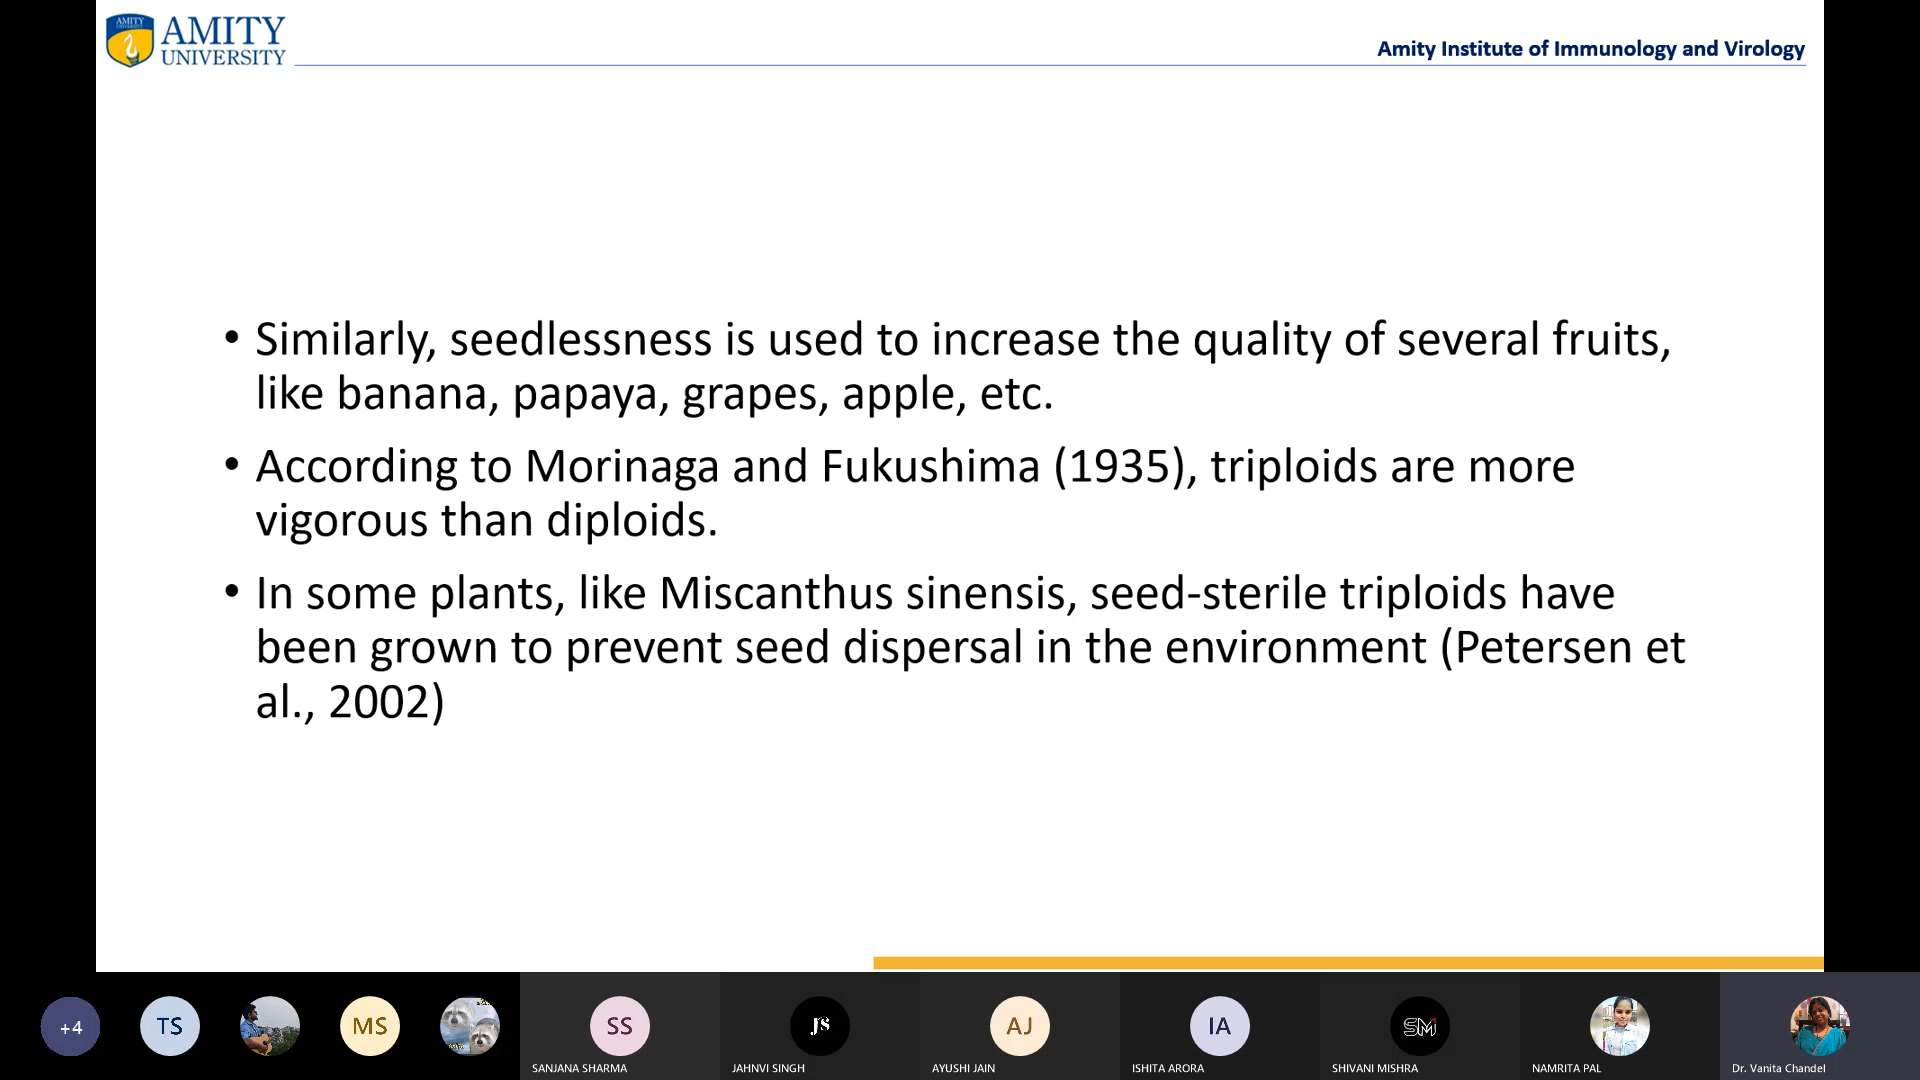 AMITY
UNIVERSITY
AMITY
UNIVERSITY
Amity Institute of Immunology and Virology
• Similarly, seedlessness is used to increase the quality of several fruits,
like banana, papaya, grapes, apple, etc.
• According to Morinaga and Fukushima (1935), triploids are more
vigorous than diploids.
• In some plants, like Miscanthus sinensis, seed-sterile triploids have
been grown to prevent seed dispersal in the environment (Petersen et
al., 2002)
+4
TS
MS
SS
JS
AJ
IA
SM
SANJANA SHARMA
JAHNVI SINGH
AYUSHI JAIN
ISHITA ARORA
SHIVANI MISHRA
NAMRITA PAL
Dr. Vanita Chandel